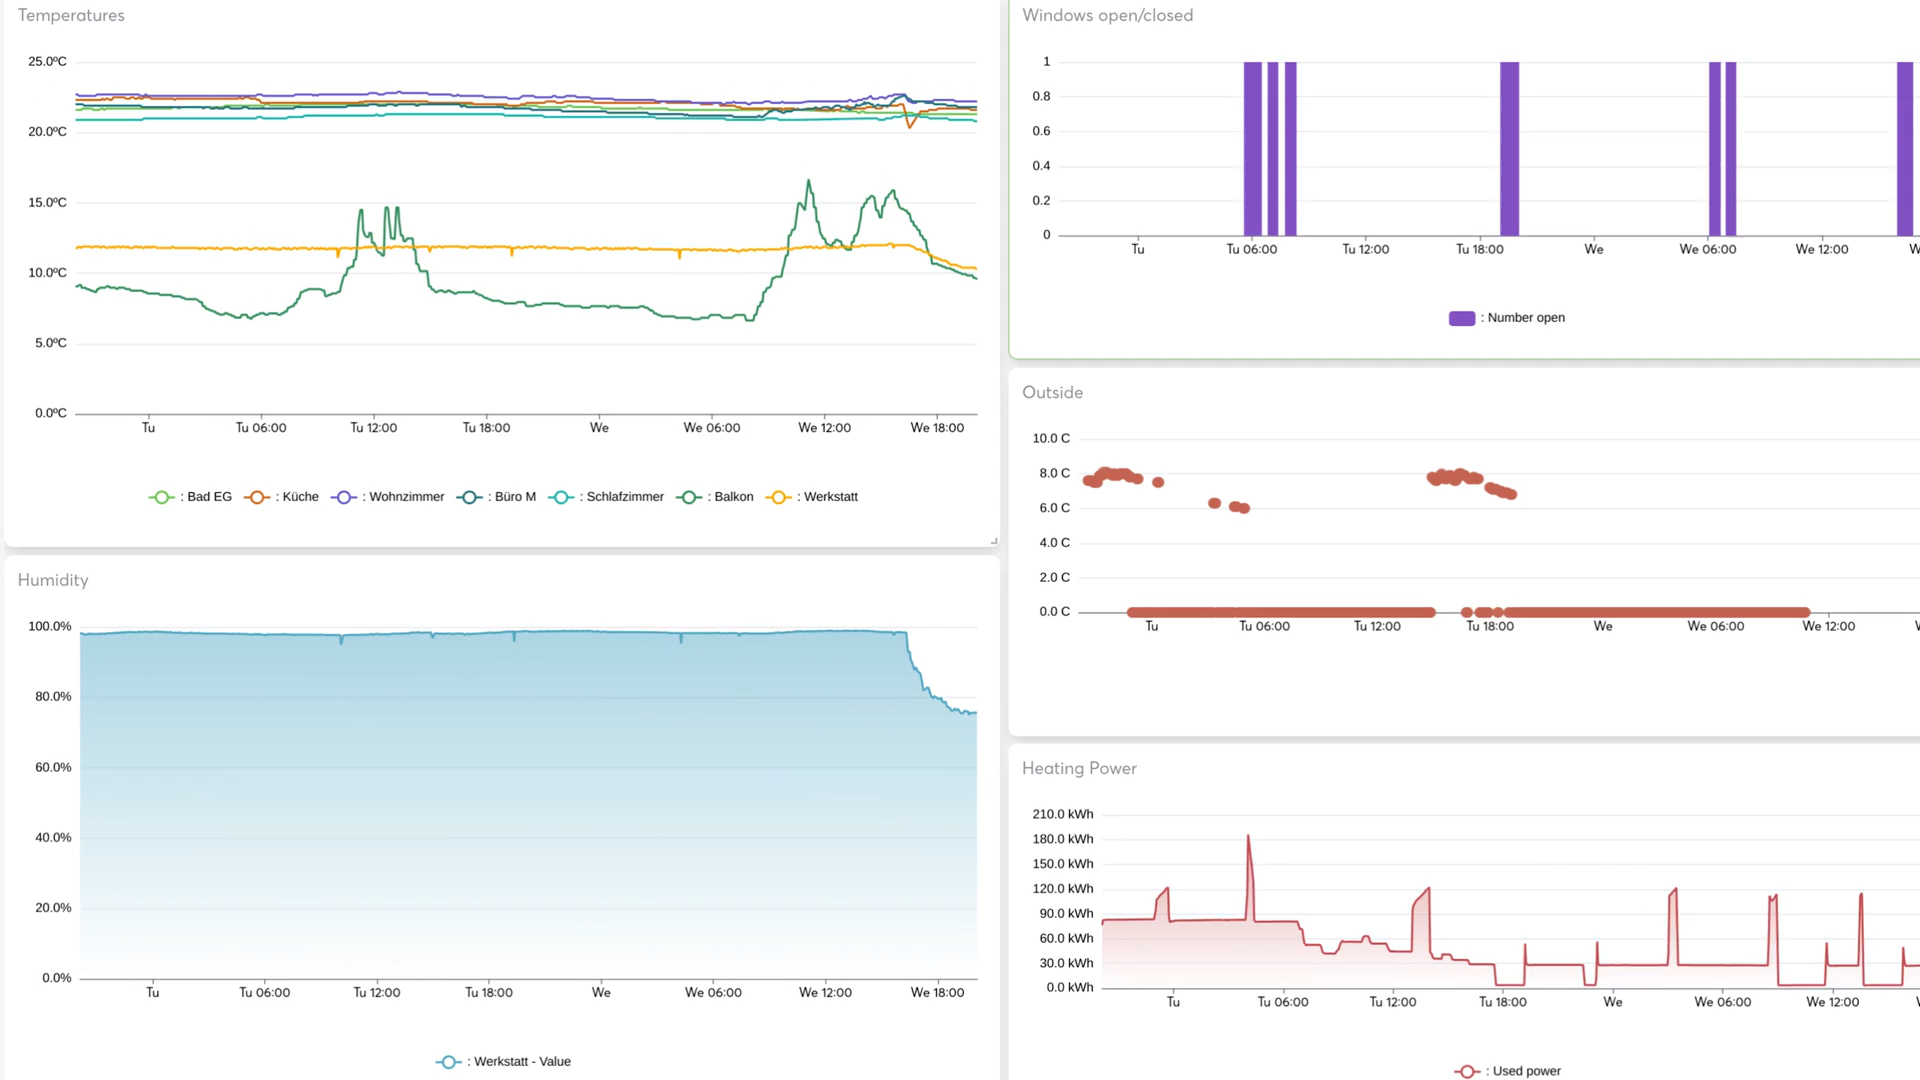 Temperatures
25.0ºC
20.0ºC
15.0ºC
10.0ºC
5.0ºC
0.0ºC
Tu Tu 06:00 Tu 12:00 Tu 18:00 We We 06:00 We 12:00 We 18:00
: Bad EG : Küche : Wohnzimmer : Büro M : Schlafzimmer : Balkon : Werkstatt
Humidity
100.0%
80.0%
60.0%
40.0%
20.0%
0.0%
Tu Tu 06:00 Tu 12:00 Tu 18:00 We We 06:00 We 12:00 We 18:00
: Werkstatt - Value
Windows open/closed
1
0.8
0.6
0.4
0.2
0
Tu Tu 06:00 Tu 12:00 Tu 18:00 We We 06:00 We 12:00
: Number open
Outside
10.0 C
8.0 C
6.0 C
4.0 C
2.0 C
0.0 C
Tu Tu 06:00 Tu 12:00 Tu 18:00 We We 06:00 We 12:00
Heating Power
210.0 kWh
180.0 kWh
150.0 kWh
120.0 kWh
90.0 kWh
60.0 kWh
30.0 kWh
0.0 kWh
Tu Tu 06:00 Tu 12:00 Tu 18:00 We We 06:00 We 12:00
: Used power